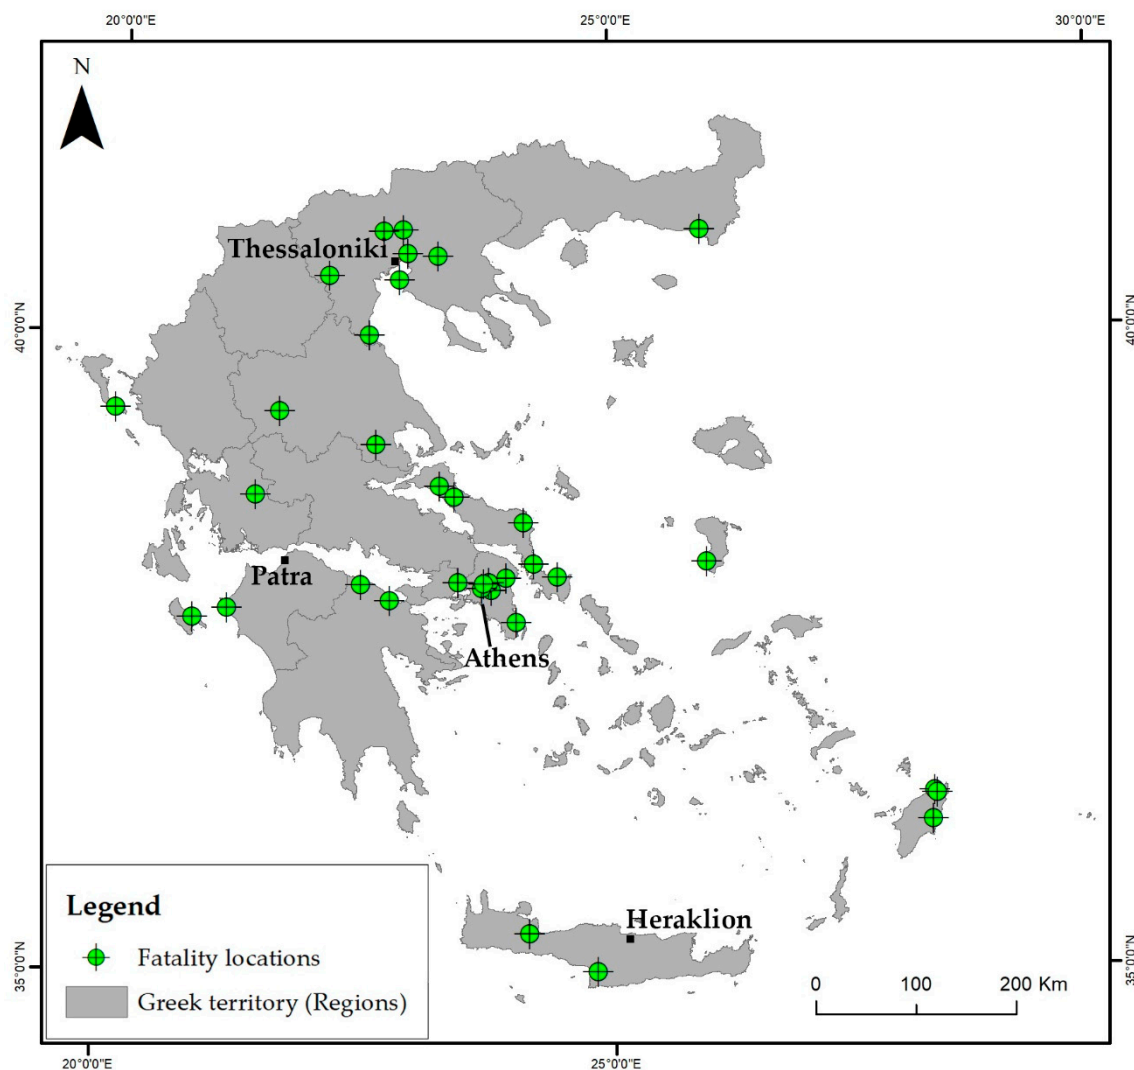 20°0'0"E 25°0'0"E 30°0'0"E
N
Thessaloniki
40°0'0"N 40°0'0"N
Patra
Athens
Legend
Heraklion
Fatality locations
35°0'0"N 35°0'0"N
0 100 200 Km
Greek territory (Regions)
20°0'0"E 25°0'0"E